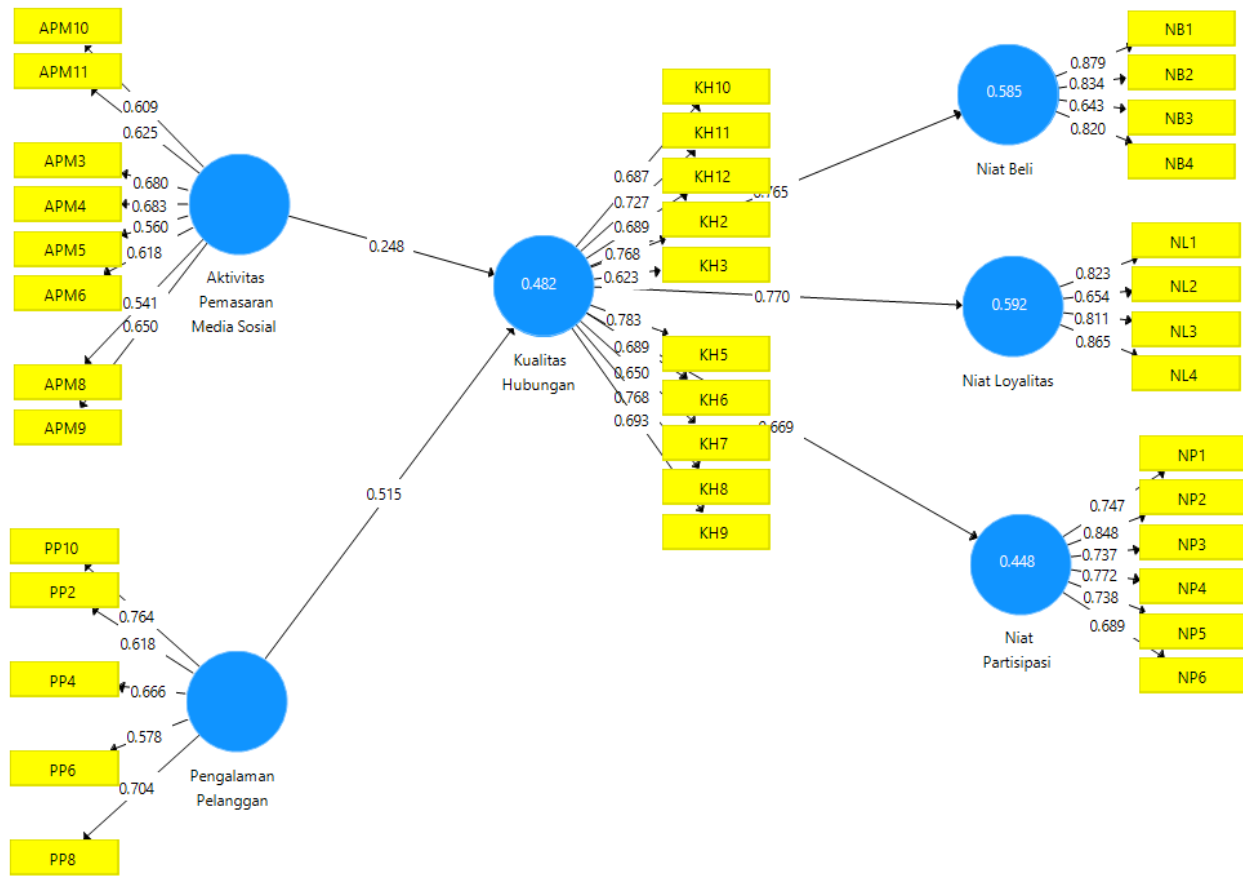 APM10
APM11
0.609
0.625
APM3
APM4
APM5
APM6
0.680
0.683
0.560
0.618
0.541
0.650
APM8
APM9
Aktivitas
Pemasaran
Media Sosial
0.248
PP10
PP2
PP4
PP6
PP8
0.764
0.618
0.666
0.578
0.704
Pengalaman
Pelanggan
0.515
0.482
Kualitas
Hubungan
KH10
KH11
KH12
KH2
KH3
0.687
0.727
0.689
0.768
0.623
0.783
0.689
0.650
0.768
0.693
KH5
KH6
KH7
KH8
KH9
0.765
0.770
0.669
0.585
Niat Beli
0.879
0.834
0.643
0.820
NB1
NB2
NB3
NB4
0.592
Niat Loyalitas
0.823
0.654
0.811
0.865
NL1
NL2
NL3
NL4
0.448
Niat
Partisipasi
0.747
0.848
0.737
0.772
0.738
0.689
NP1
NP2
NP3
NP4
NP5
NP6